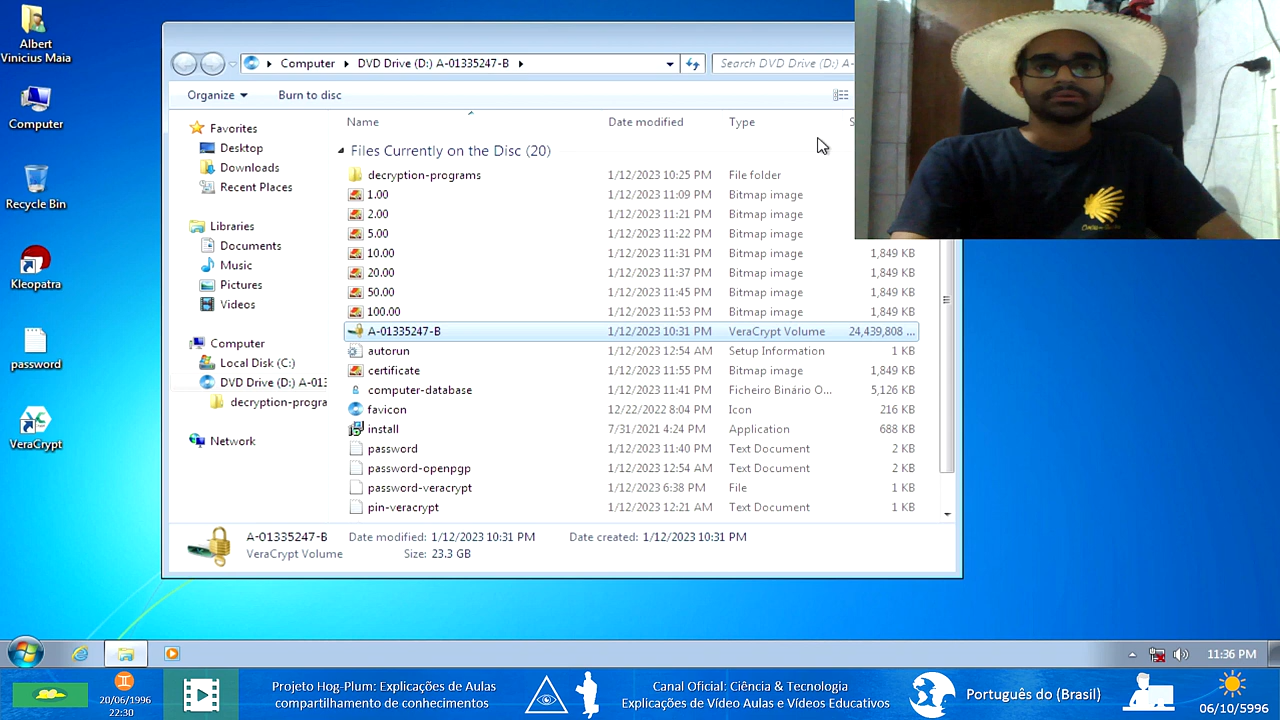 Albert
Vinicius Maia
Computer
Recycle Bin
Kleopatra
password
VeraCrypt
Computer
DVD Drive (D:) A-01335247-B
Search DVD Drive (D:) A-
Organize
Burn to disc
Favorites
Desktop
Downloads
Recent Places
Libraries
Documents
Music
Pictures
Videos
Computer
Local Disk (C:)
DVD Drive (D:) A-013
decryption-progra
Network
Name Date modified Type S
Files Currently on the Disc (20)
decryption-programs 1/12/2023 10:25 PM File folder
1.00 1/12/2023 11:09 PM Bitmap image
2.00 1/12/2023 11:21 PM Bitmap image
5.00 1/12/2023 11:22 PM Bitmap image
10.00 1/12/2023 11:31 PM Bitmap image 1,849 KB
20.00 1/12/2023 11:37 PM Bitmap image 1,849 KB
50.00 1/12/2023 11:45 PM Bitmap image 1,849 KB
100.00 1/12/2023 11:53 PM Bitmap image 1,849 KB
A-01335247-B 1/12/2023 10:31 PM VeraCrypt Volume 24,439,808 ...
autorun 1/12/2023 12:54 AM Setup Information 1 KB
certificate 1/12/2023 11:55 PM Bitmap image 1,849 KB
computer-database 1/12/2023 11:41 PM Ficheiro Binário O... 5,126 KB
favicon 12/22/2022 8:04 PM Icon 216 KB
install 7/31/2021 4:24 PM Application 688 KB
password 1/12/2023 11:40 PM Text Document 2 KB
password-openpgp 1/12/2023 12:54 AM Text Document 2 KB
password-veracrypt 1/12/2023 6:38 PM File 1 KB
pin-veracrypt 1/12/2023 12:21 AM Text Document 1 KB
A-01335247-B Date modified: 1/12/2023 10:31 PM Date created: 1/12/2023 10:31 PM
VeraCrypt Volume Size: 23.3 GB
11:36 PM
20/06/1996
22:30
Projeto Hog-Plum: Explicações de Aulas
compartilhamento de conhecimentos
Canal Oficial: Ciência & Tecnologia
Explicações de Vídeo Aulas e Vídeos Educativos
Português do (Brasil)
06/10/5996